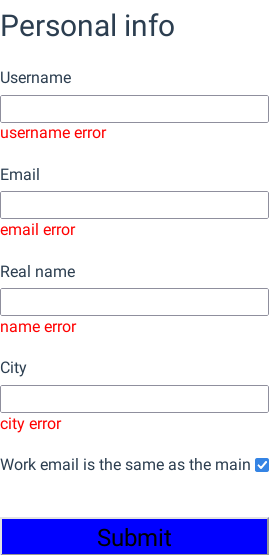 Personal info
Username
username error
Email
email error
Real name
name error
City
city error
Work email is the same as the main
Submit